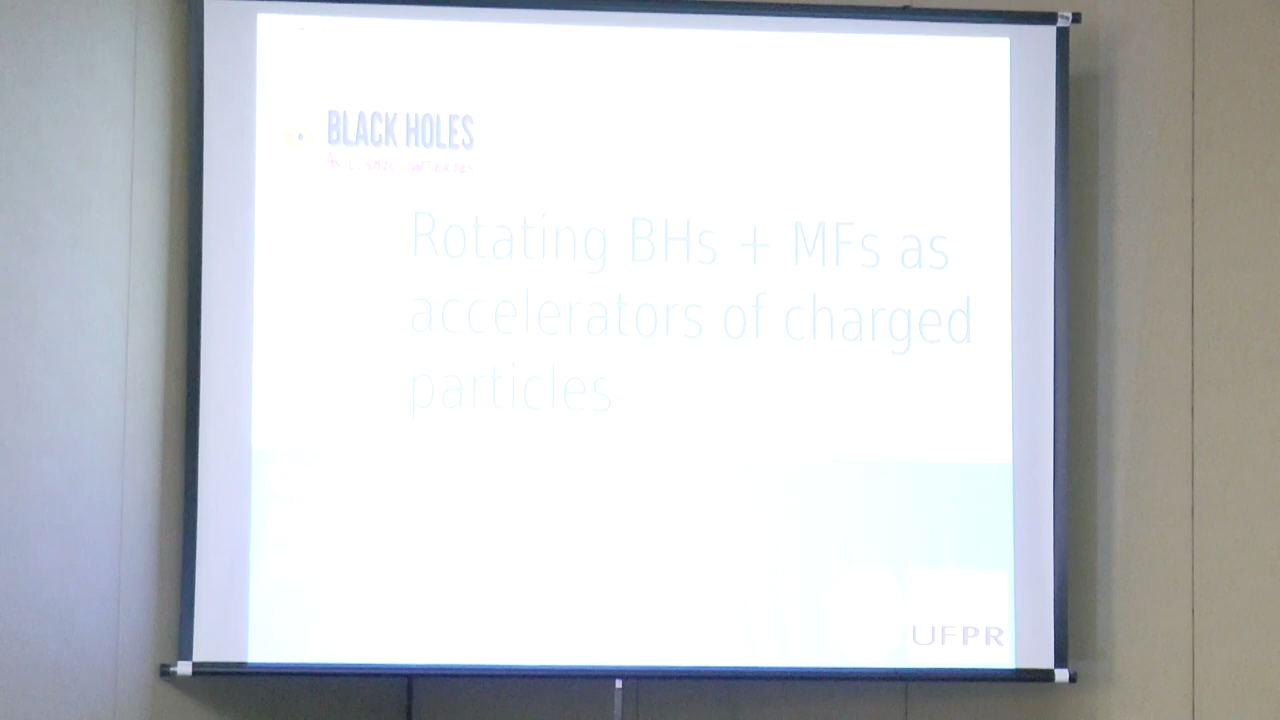 BLACK HOLES
Rotating BHs + MFs as
accelerators of charged
particles
UFPR